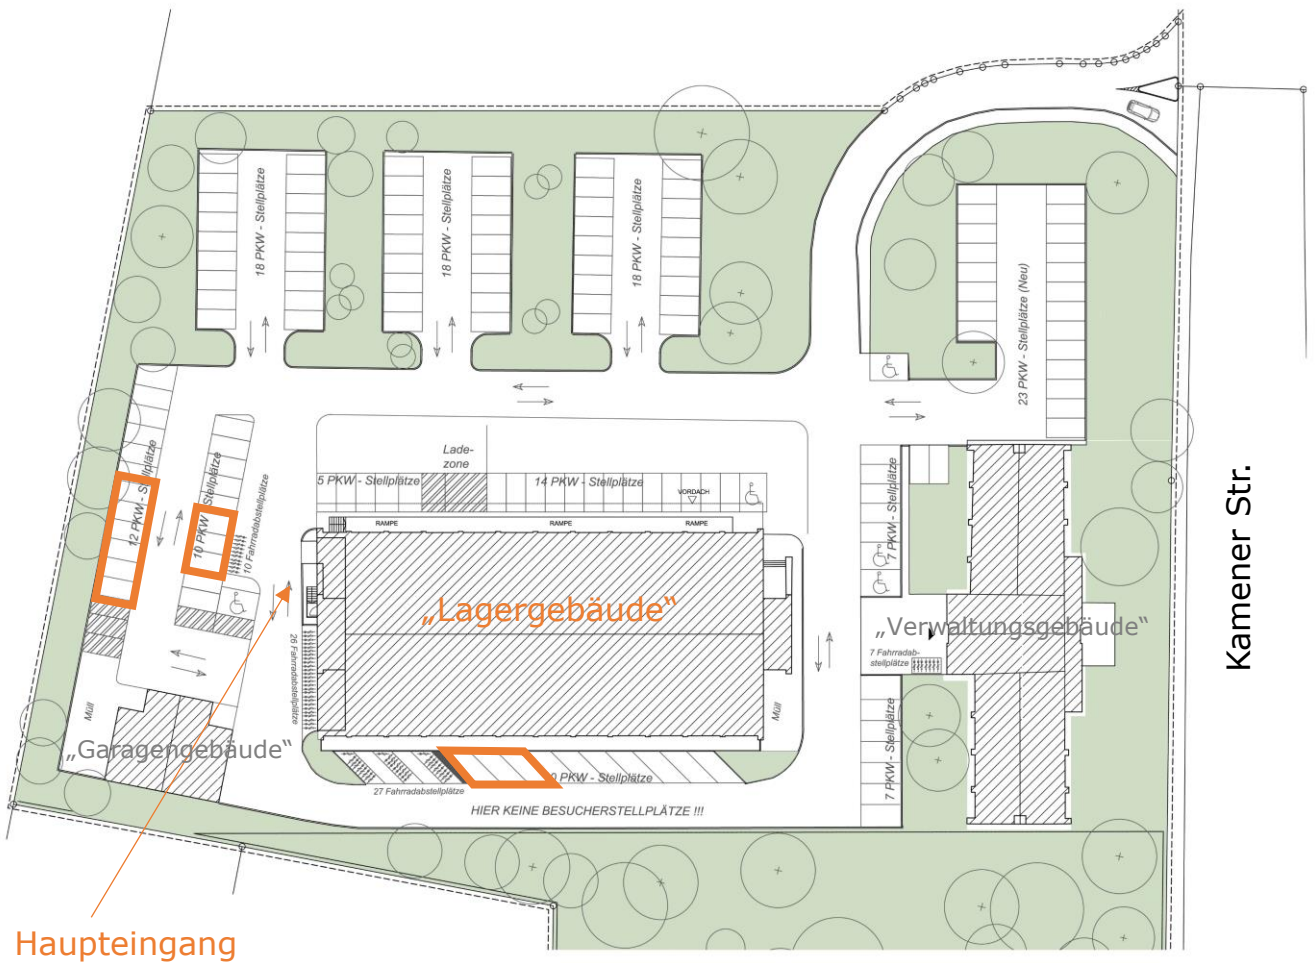 18 PKW - Stellplätze
18 PKW - Stellplätze
18 PKW - Stellplätze
23 PKW - Stellplätze (Neu)
Lade-
zone
5 PKW - Stellplätze
14 PKW - Stellplätze
VORDACH
RAMPE
RAMPE
RAMPE
12 PKW - Stellplätze
10 PKW - Stellplätze
10 Fahrradabstellplätze
7 PKW - Stellplätze
Kamener Str.
„Lagergebäude“
„Verwaltungsgebäude“
7 Fahrradab-
stellplätze
26 Fahrradabstellplätze
Müll
Müll
„Garagengebäude“
7 PKW - Stellplätze
0 PKW - Stellplätze
27 Fahrradabstellplätze
HIER KEINE BESUCHERSTELLPLÄTZE !!!
Haupteingang